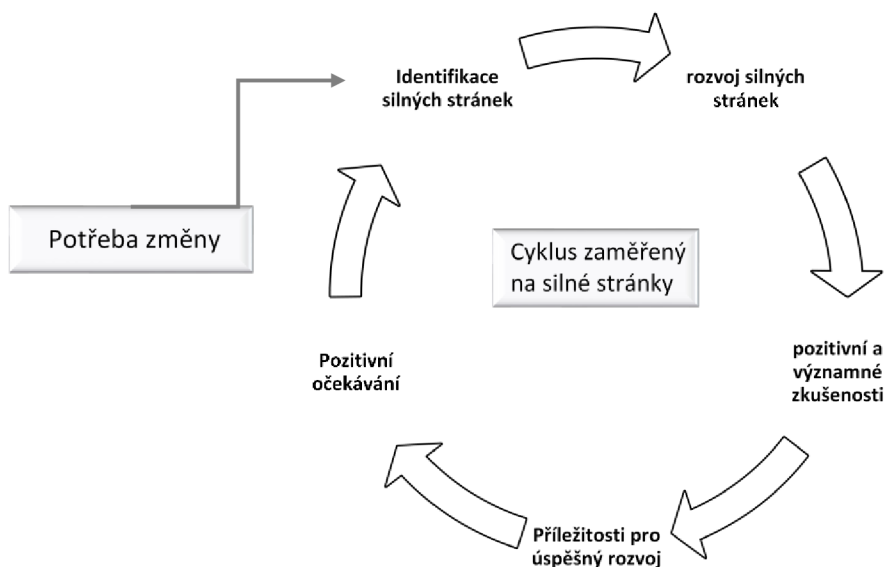 Identifikace
silných stránek
rozvoj silných
stránek
Potřeba změny
Cyklus zaměřený
na silné stránky
pozitivní a
významné
zkušenosti
Pozitivní
očekávání
Příležitosti pro
úspěšný rozvoj